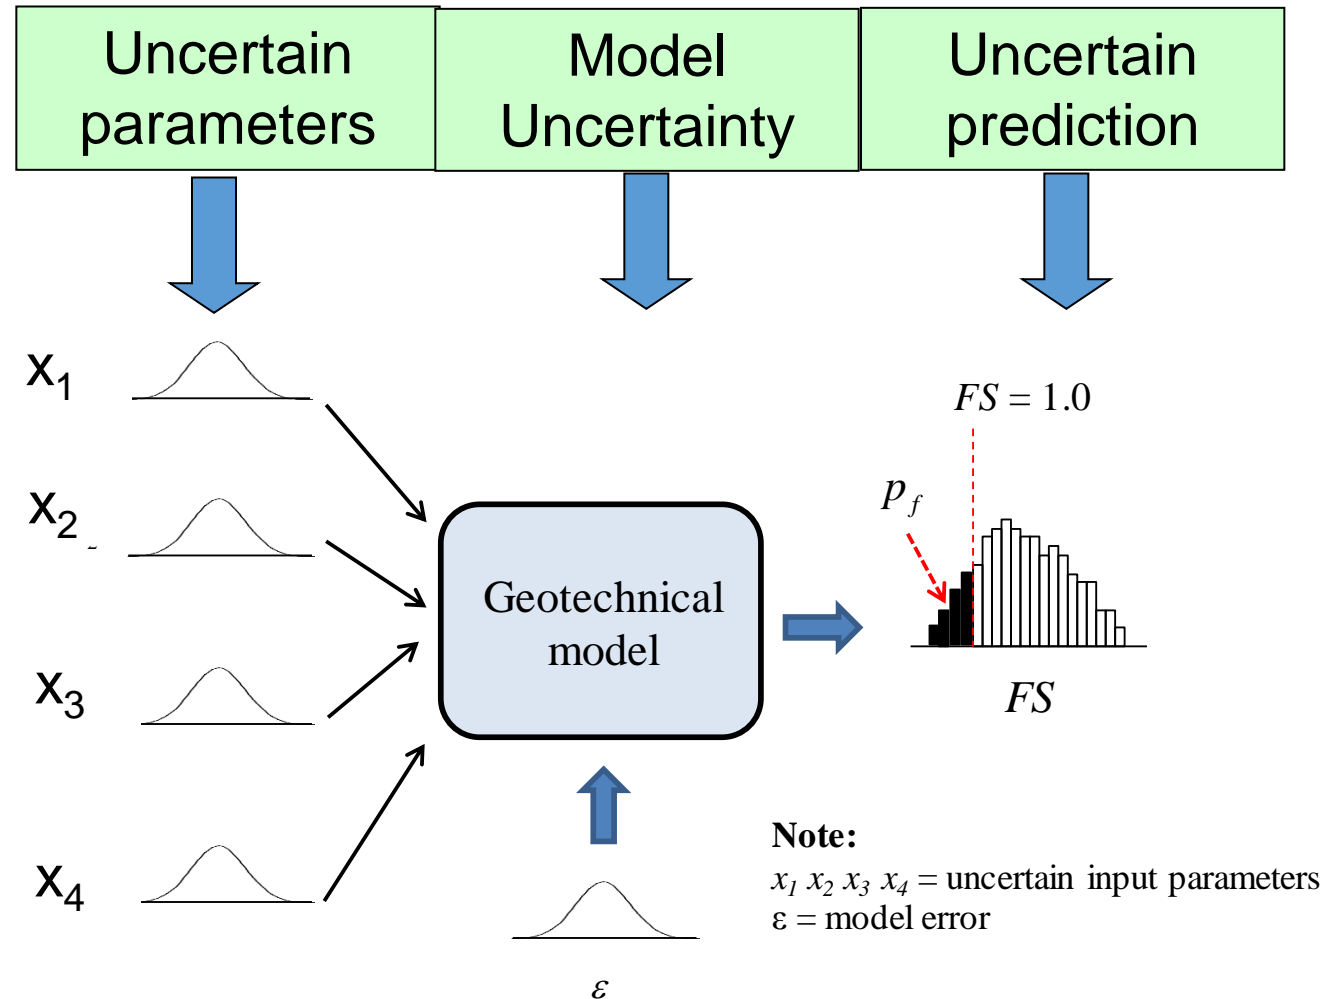 Uncertain
parameters
Model
Uncertainty
Uncertain
prediction
x₁
x₂
x₃
x₄
Geotechnical
model
ε
FS = 1.0
p_f
FS
Note:
x₁ x₂ x₃ x₄ = uncertain input parameters
ε = model error